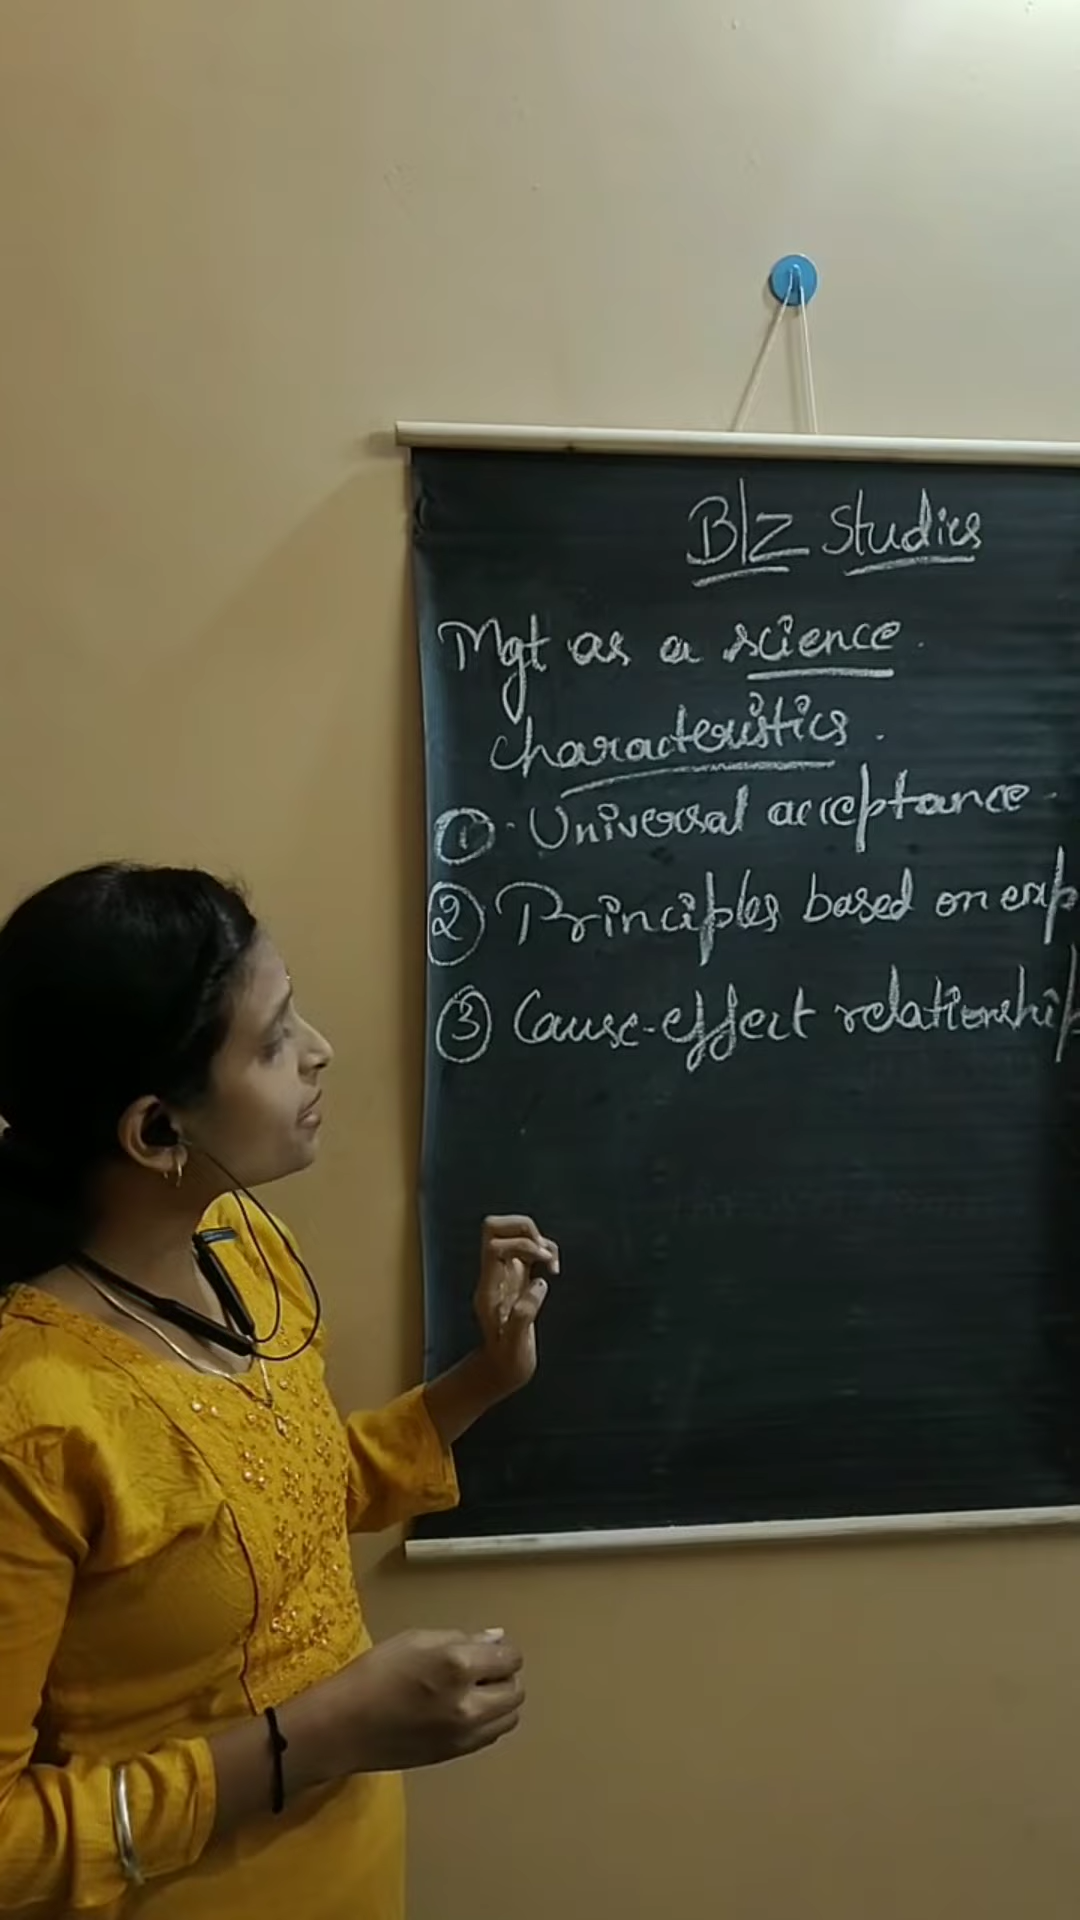 B/Z Studies
Mgt as a science.
characteristics.
① Universal acceptance.
② Principles based on exp
③ Cause-effect relationship